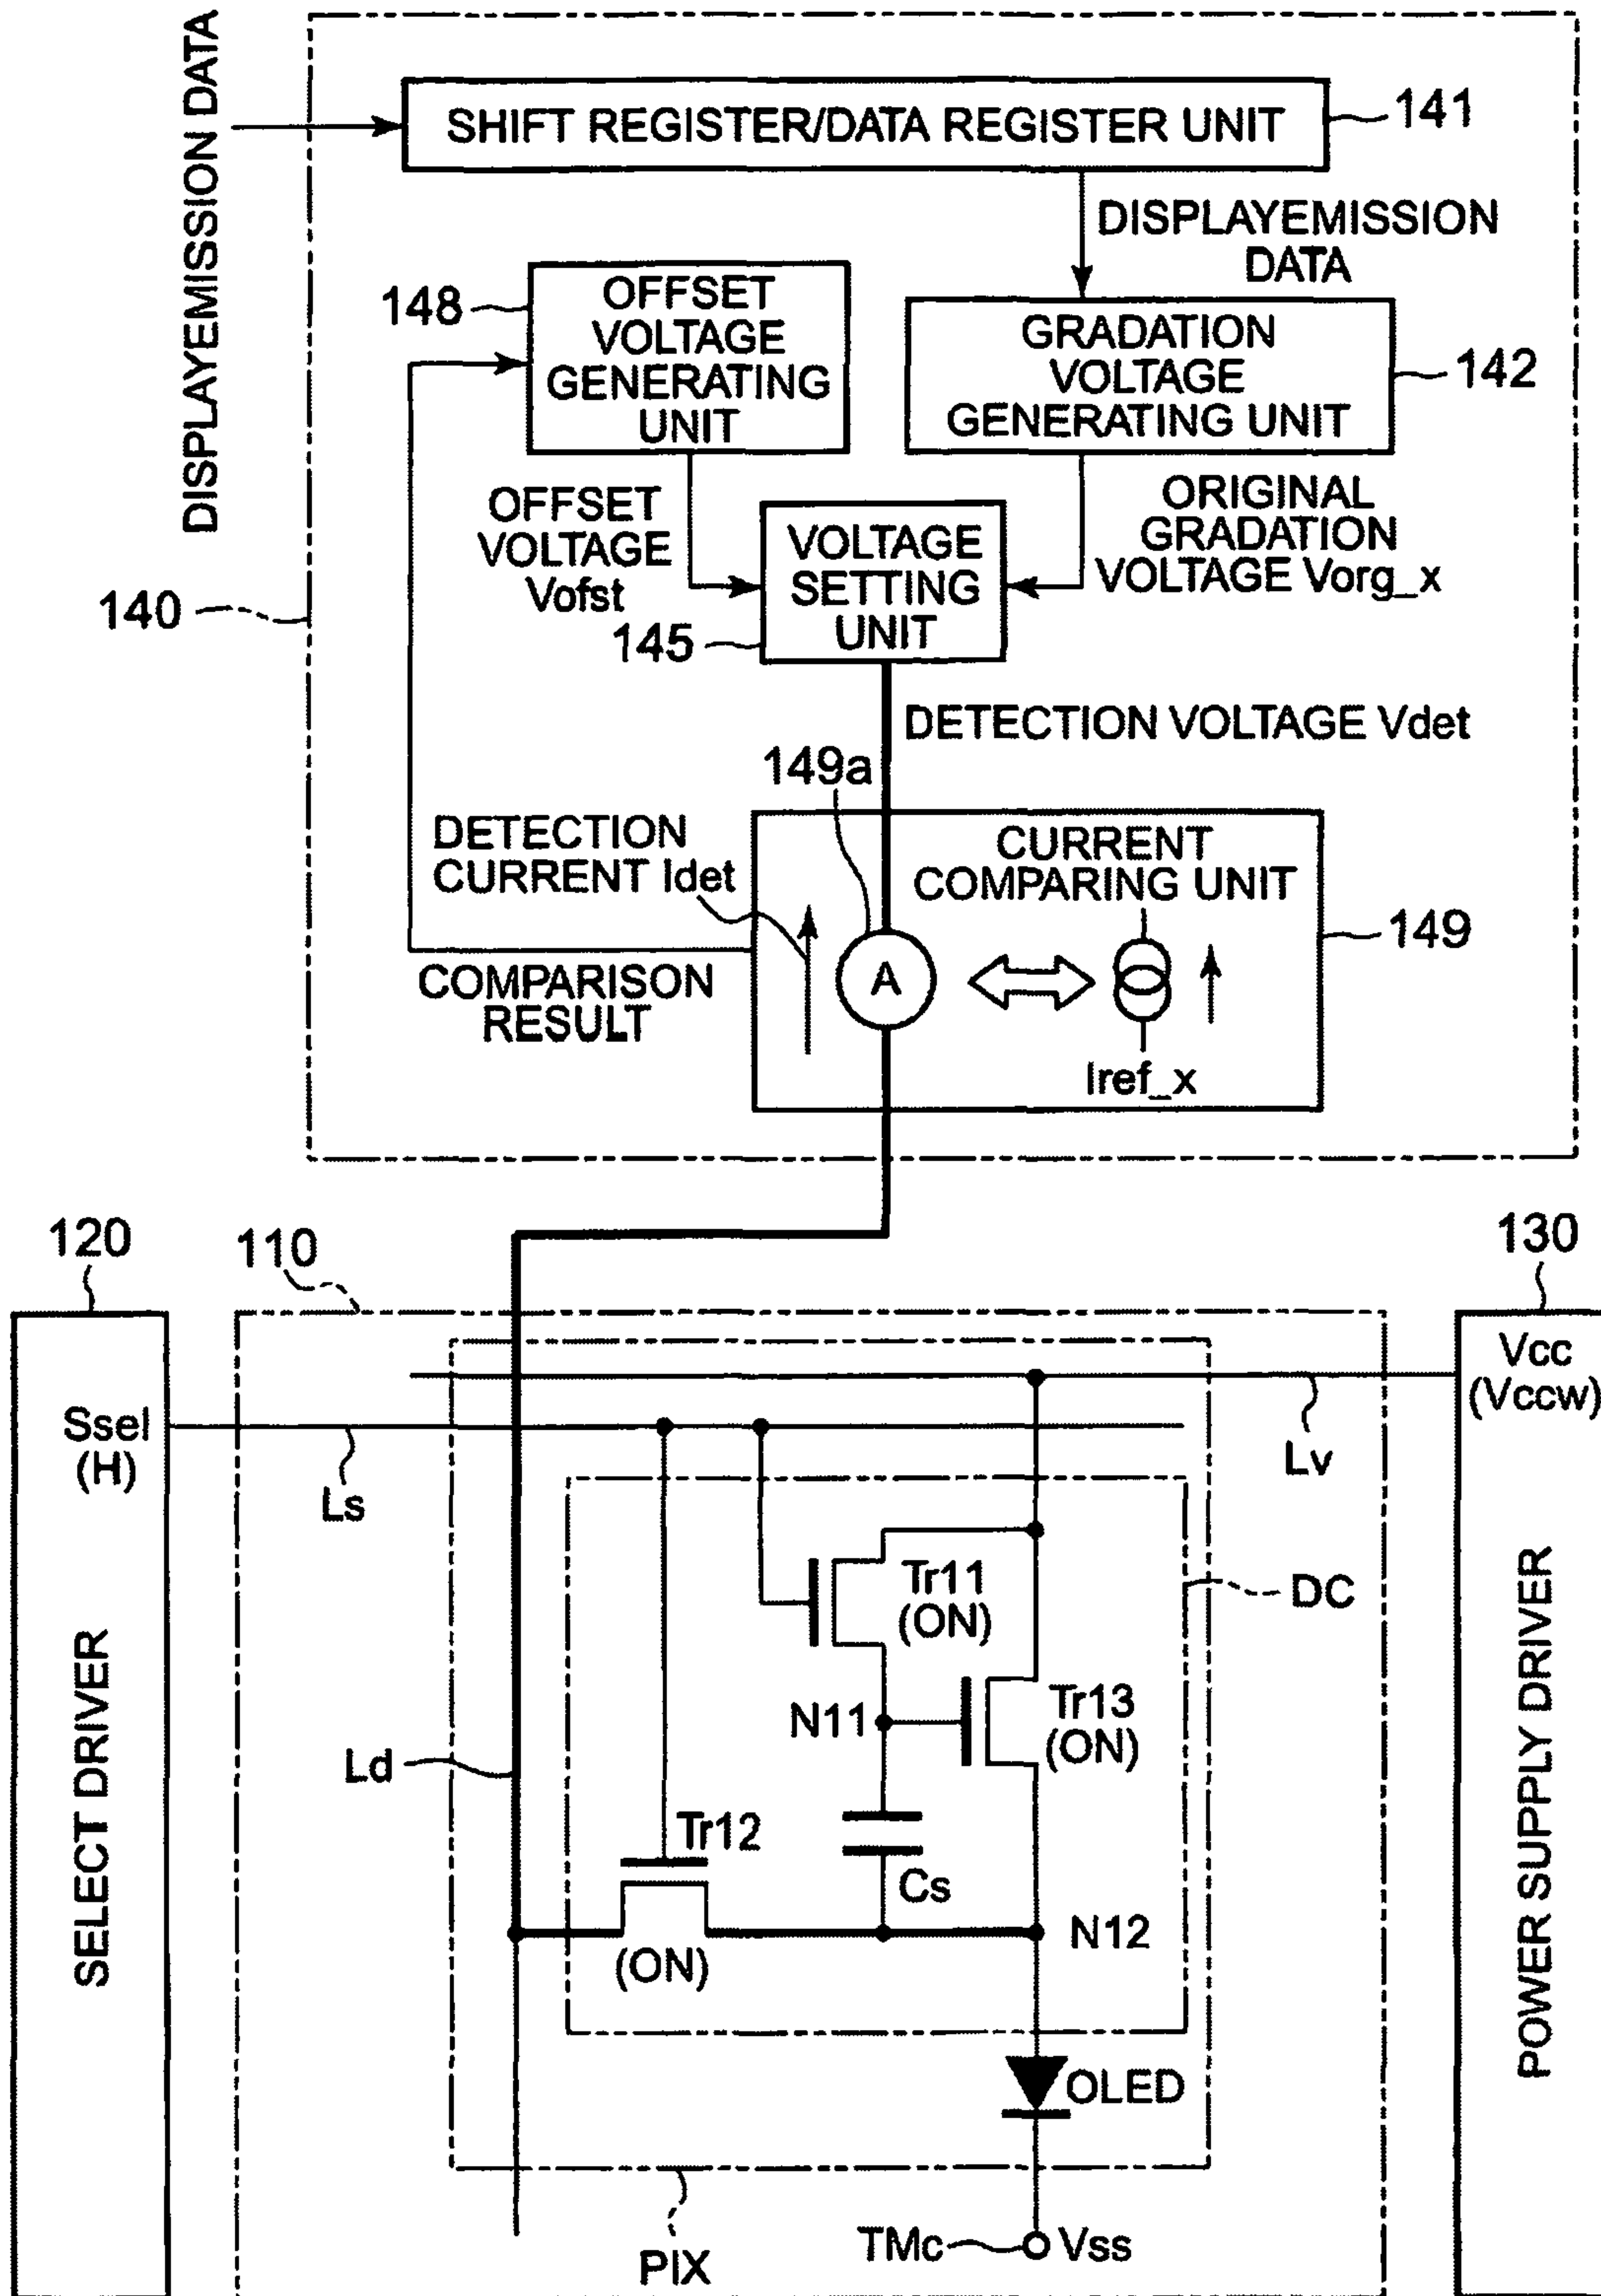 DISPLAYEMISSION DATA
SHIFT REGISTER/DATA REGISTER UNIT
141
DISPLAYEMISSION
DATA
148
OFFSET
VOLTAGE
GENERATING
UNIT
GRADATION
VOLTAGE
GENERATING UNIT
142
OFFSET
VOLTAGE
Vofst
VOLTAGE
SETTING
UNIT
ORIGINAL
GRADATION
VOLTAGE Vorg_x
140
145
DETECTION VOLTAGE Vdet
149a
DETECTION
CURRENT Idet
CURRENT
COMPARING UNIT
149
A
COMPARISON
RESULT
Iref_x
120
110
130
Vcc
(Vccw)
Ssel
(H)
Ls
Lv
Tr11
(ON)
DC
N11
Tr13
(ON)
Ld
Tr12
Cs
N12
(ON)
SELECT DRIVER
POWER SUPPLY DRIVER
OLED
PIX
TMc
Vss